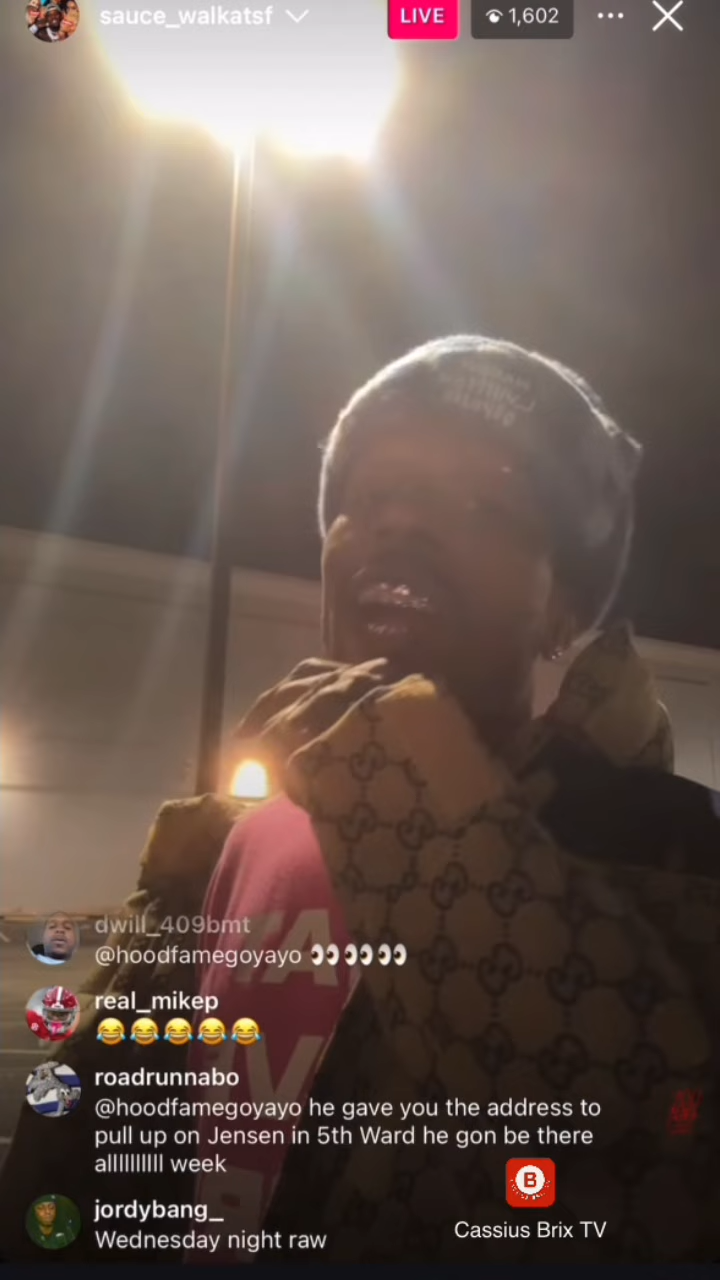 sauce_walkatsf
LIVE
1,602
dwill_409bmt
@hoodfamegoyayo 👀👀👀
real_mikep
😂😂😂😂😂
roadrunnabo
@hoodfamegoyayo he gave you the address to
pull up on Jensen in 5th Ward he gon be there
allllllllll week
jordybang_
Wednesday night raw
B
Cassius Brix TV